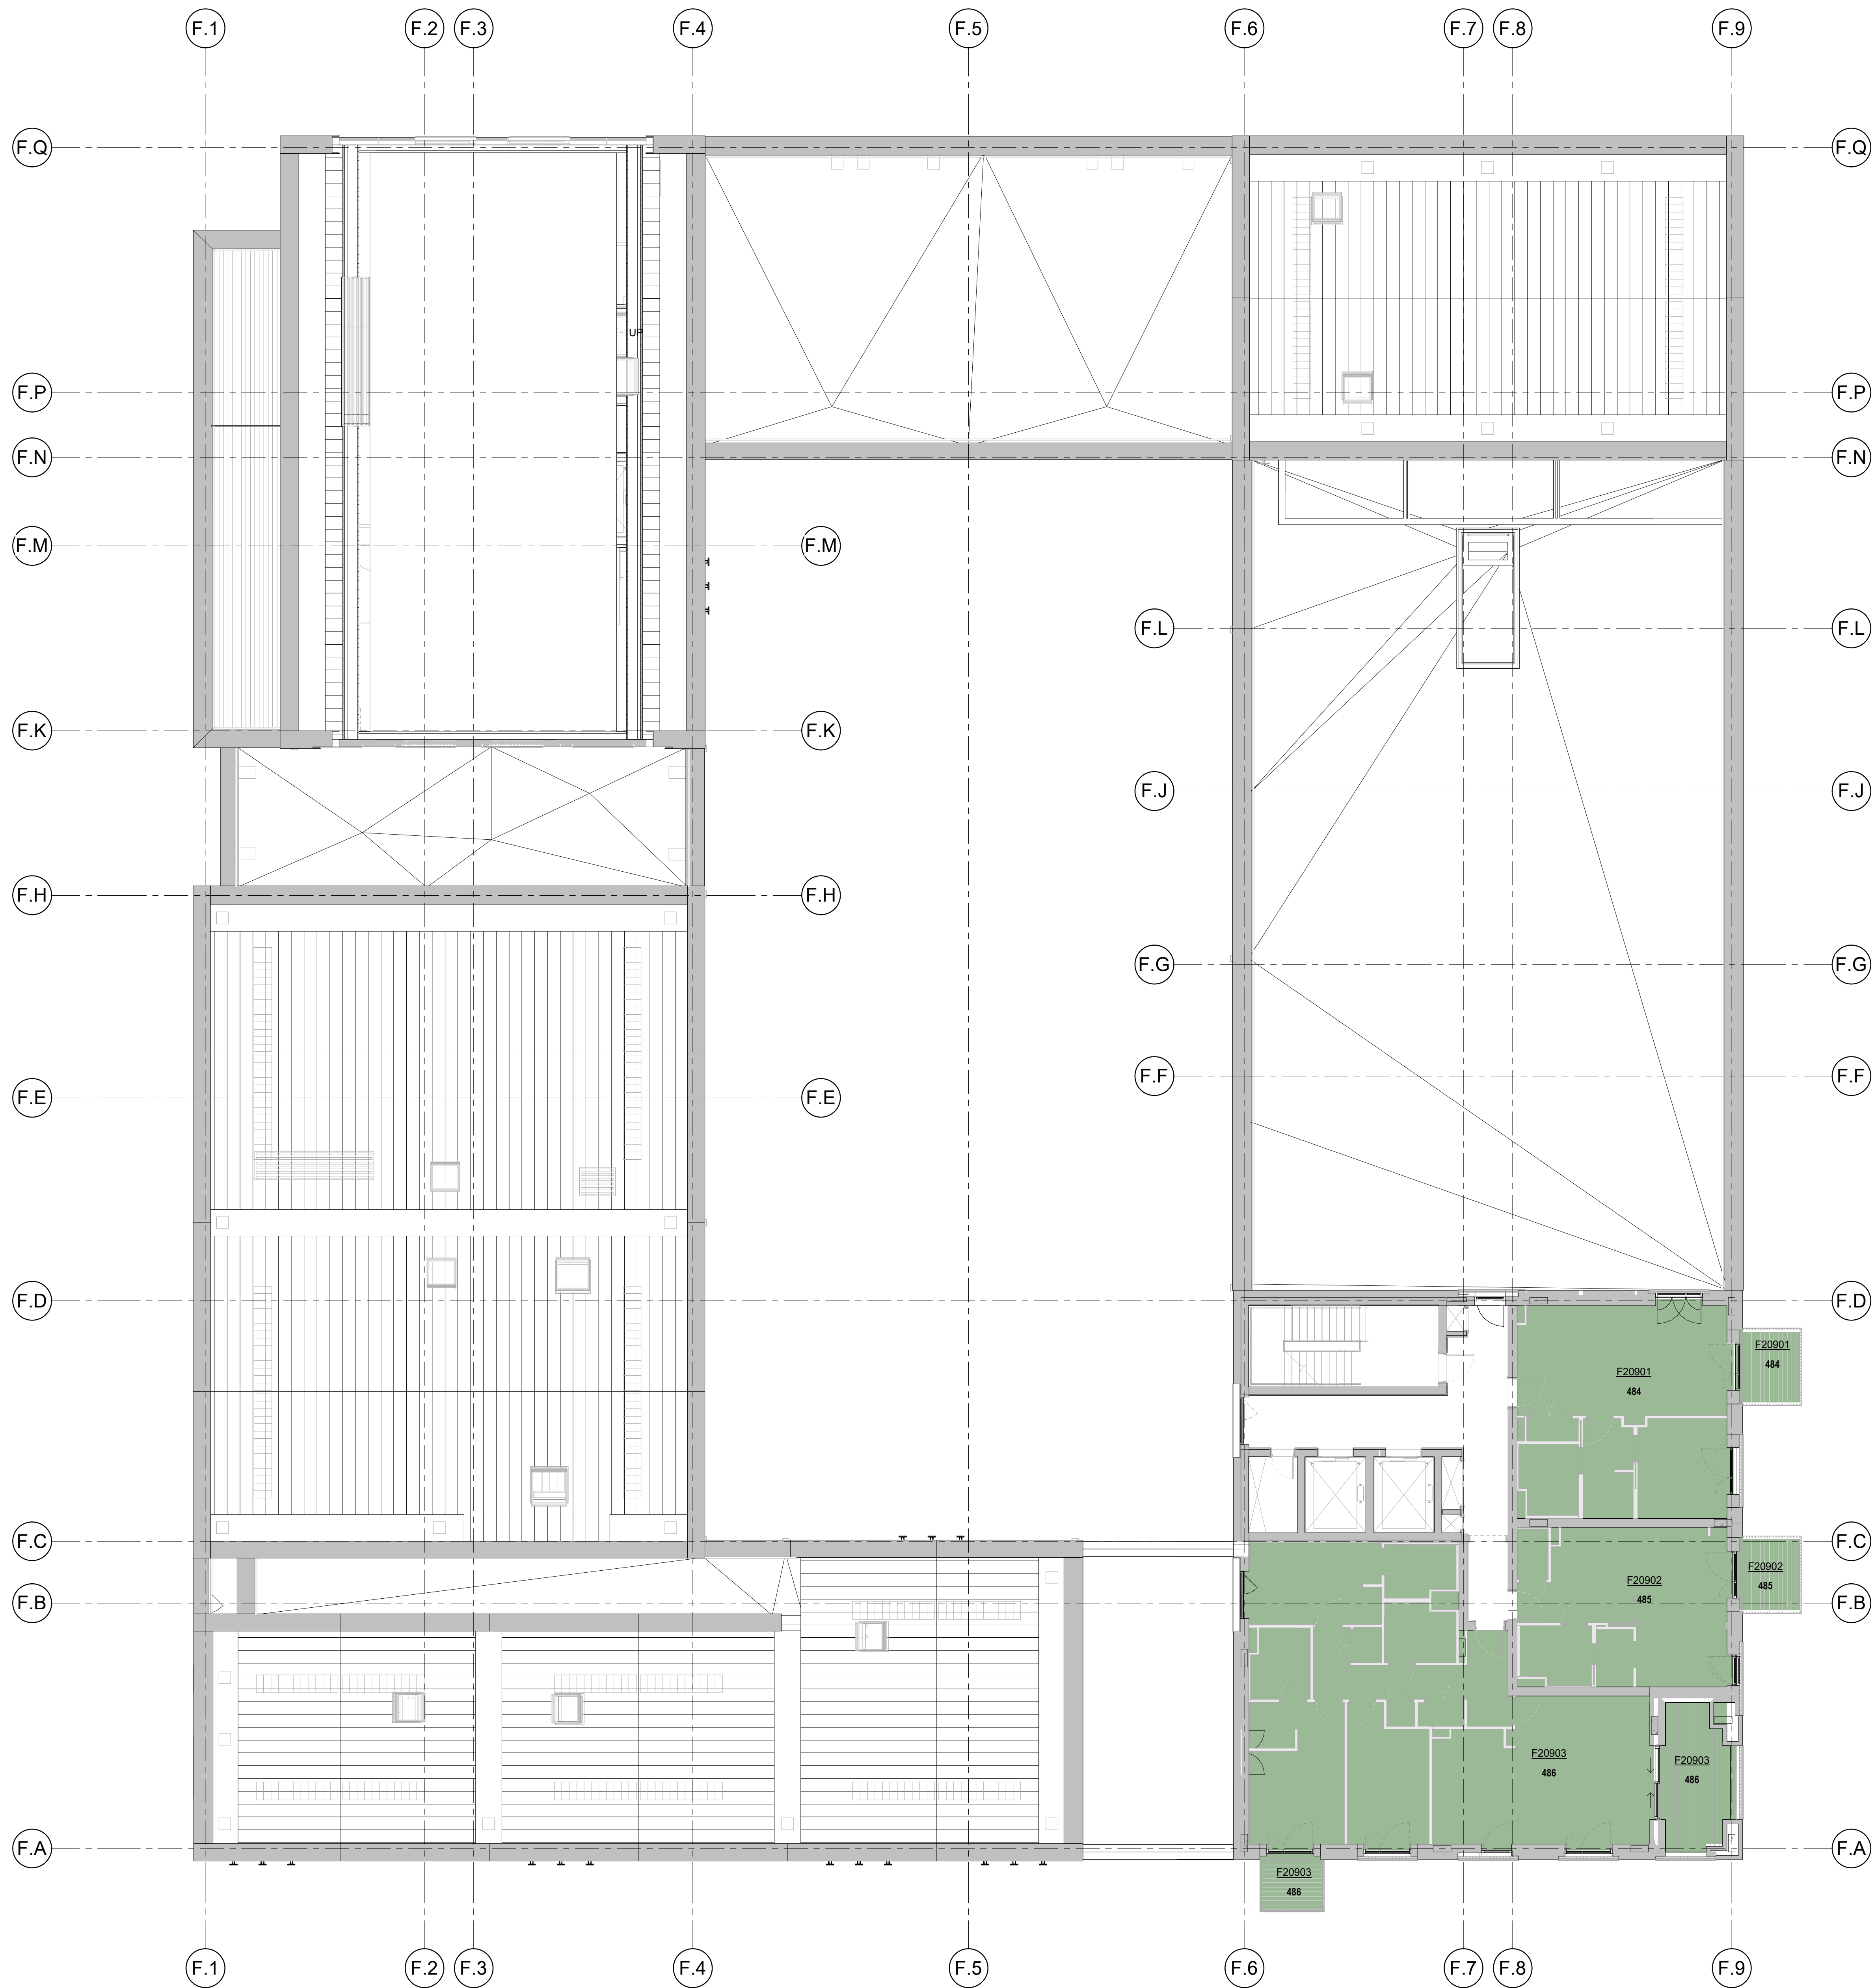 F.1 F.2 F.3 F.4 F.5 F.6 F.7 F.8 F.9
F.Q F.Q
UP
F.P F.P
F.N F.N
F.M F.M
F.L F.L
F.K F.K
F.J F.J
F.H F.H
F.G F.G
F.F F.F
F.E F.E
F.D F.D
F20901 F20901
484 484
F.C F.C
F20902 F20902
485 485
F.B F.B
F20903 F20903
486 486
F.A F.A
F20903
486
F.1 F.2 F.3 F.4 F.5 F.6 F.7 F.8 F.9